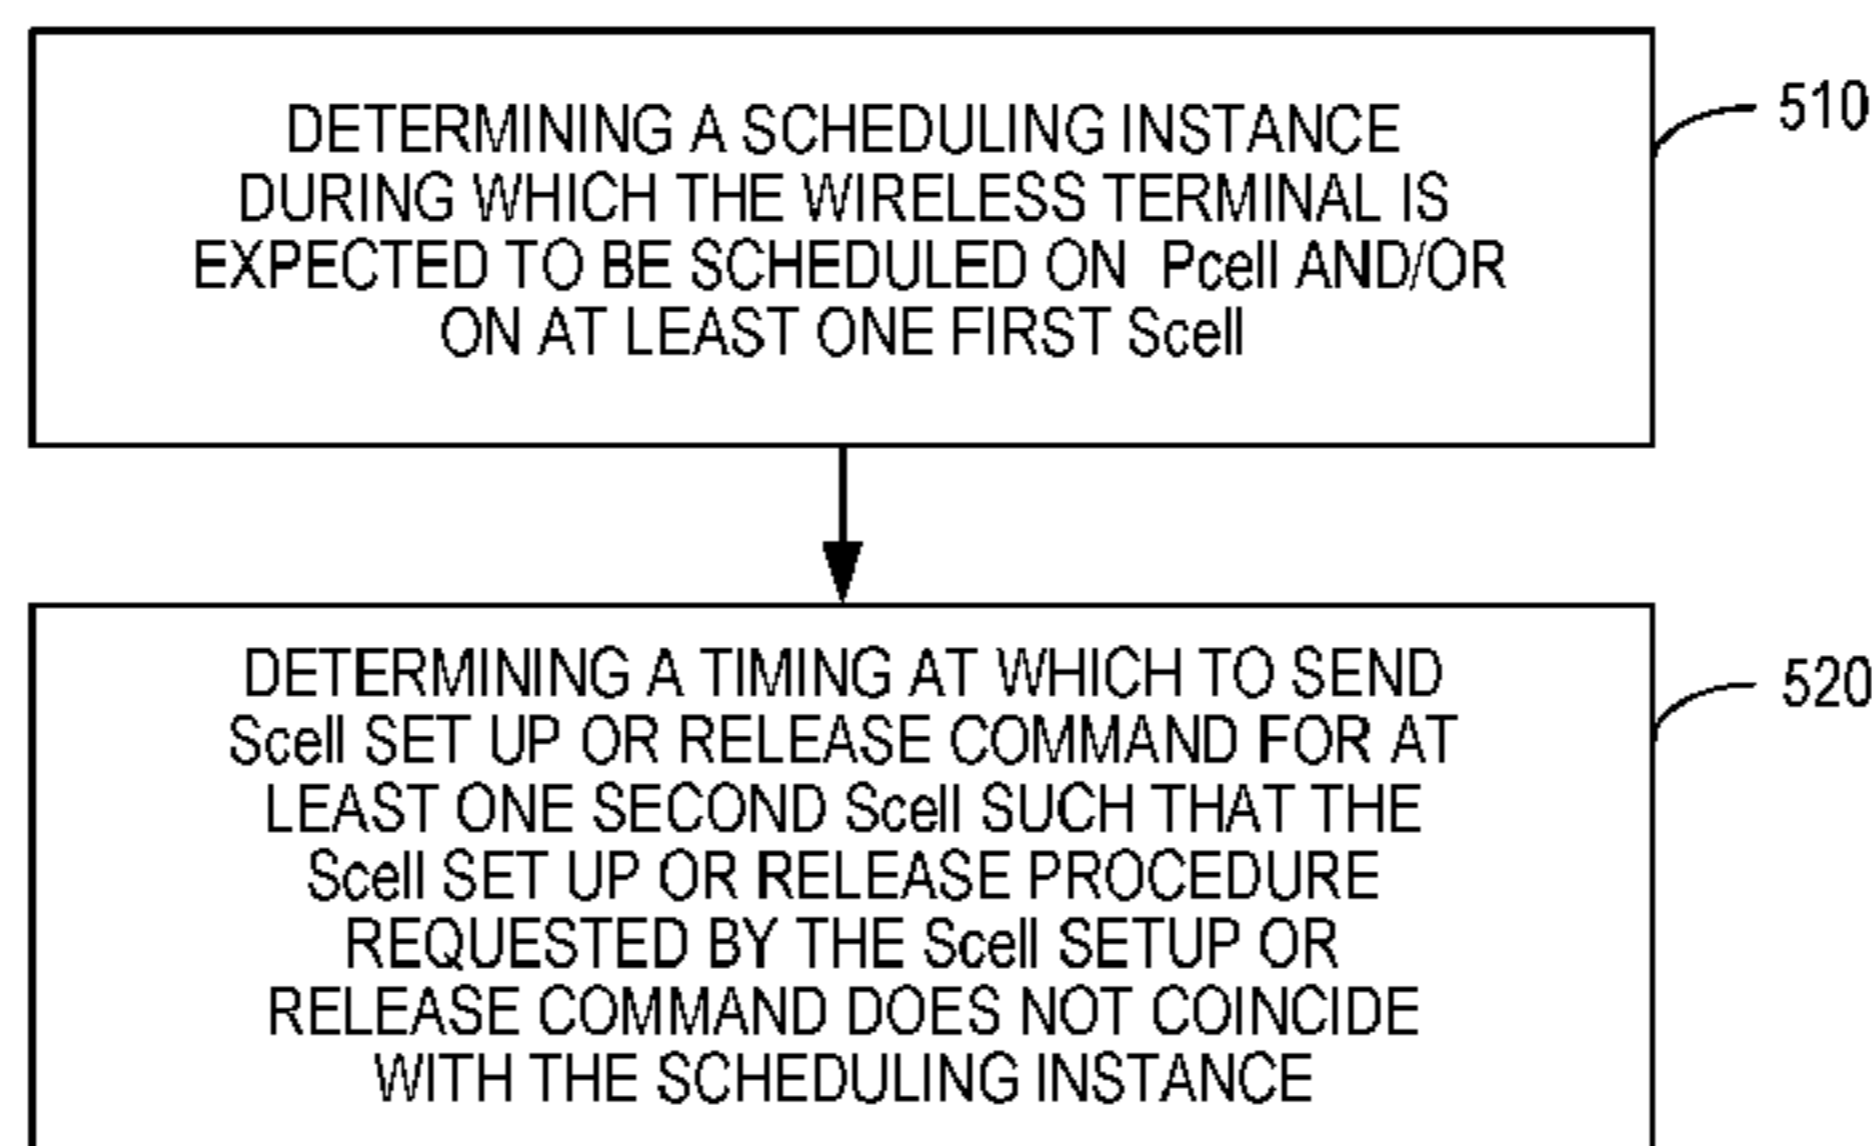 DETERMINING A SCHEDULING INSTANCE
DURING WHICH THE WIRELESS TERMINAL IS
EXPECTED TO BE SCHEDULED ON Pcell AND/OR
ON AT LEAST ONE FIRST Scell
510
DETERMINING A TIMING AT WHICH TO SEND
Scell SET UP OR RELEASE COMMAND FOR AT
LEAST ONE SECOND Scell SUCH THAT THE
Scell SET UP OR RELEASE PROCEDURE
REQUESTED BY THE Scell SETUP OR
RELEASE COMMAND DOES NOT COINCIDE
WITH THE SCHEDULING INSTANCE
520